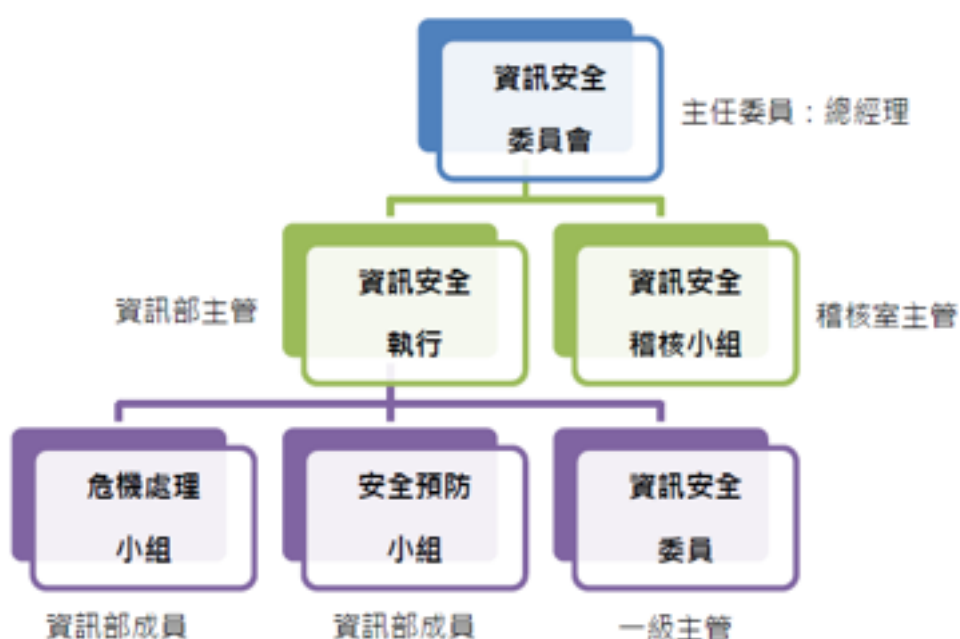 資訊安全
委員會
主任委員：總經理
資訊部主管
資訊安全
執行
資訊安全
稽核小組
稽核室主管
危機處理
小組
安全預防
小組
資訊安全
委員
資訊部成員
資訊部成員
一級主管